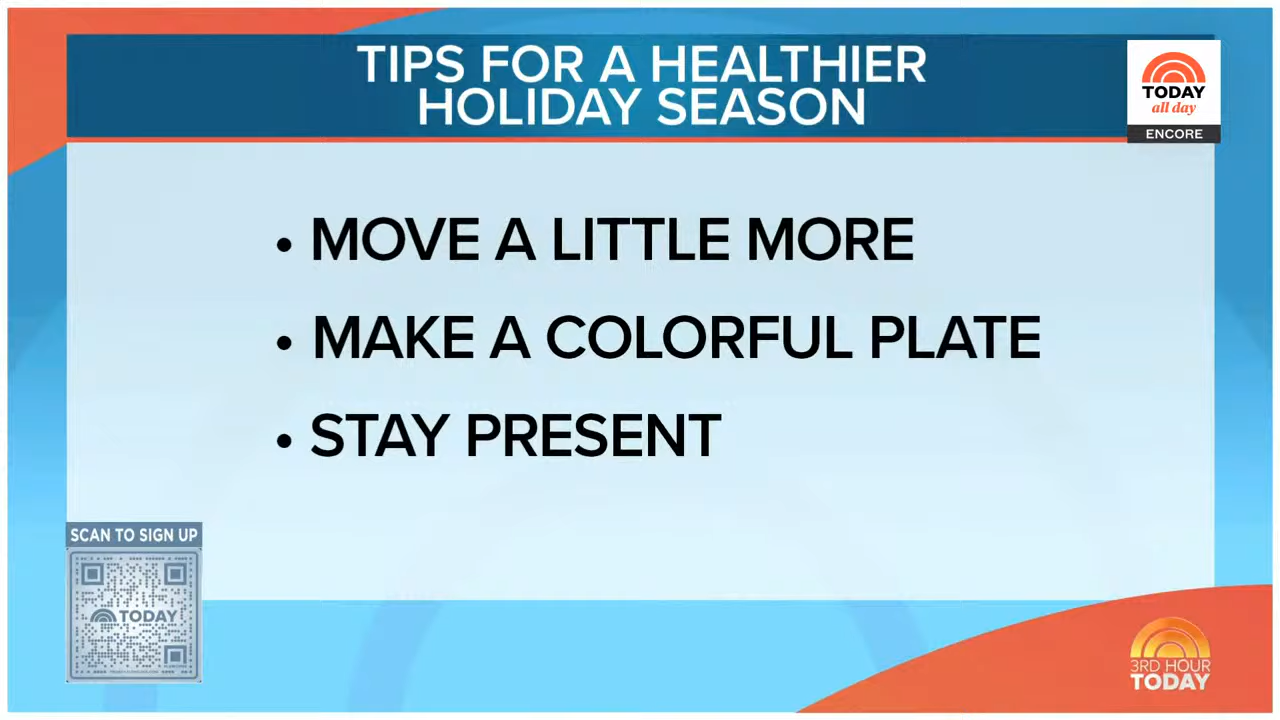 TIPS FOR A HEALTHIER
HOLIDAY SEASON
TODAY
all day
ENCORE
• MOVE A LITTLE MORE
• MAKE A COLORFUL PLATE
• STAY PRESENT
SCAN TO SIGN UP
TODAY
3RD HOUR
TODAY